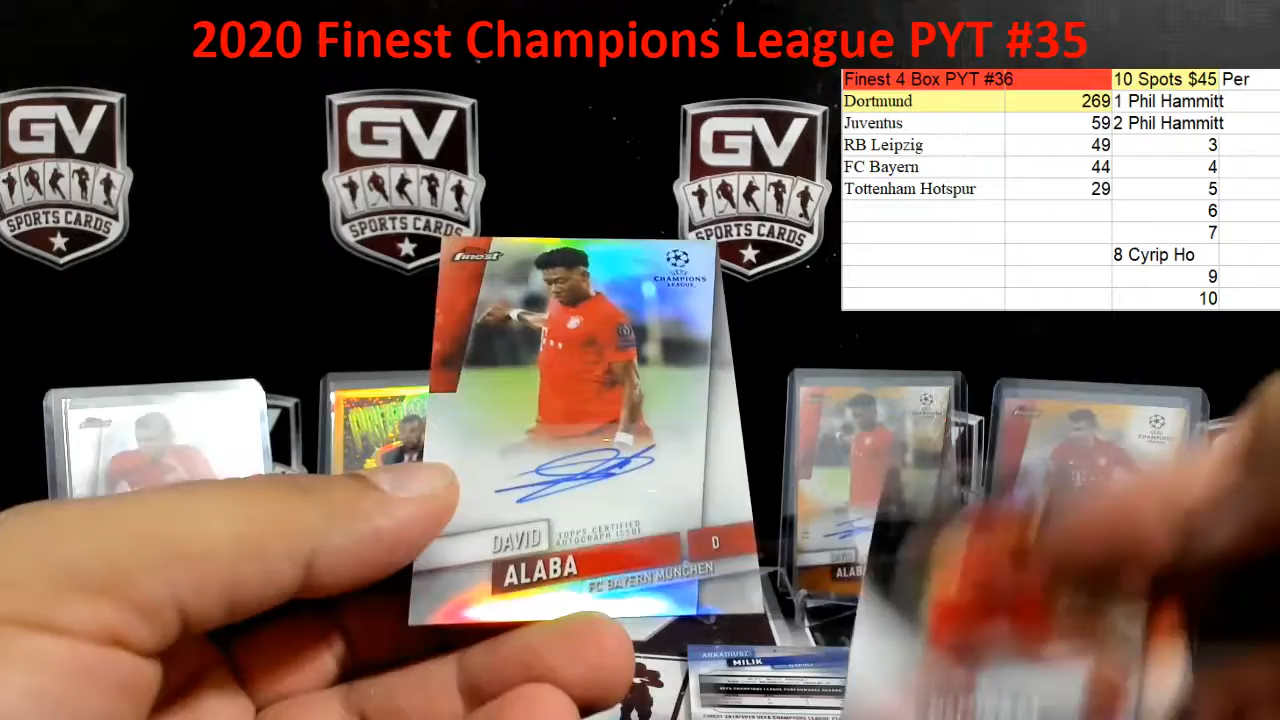 2020 Finest Champions League PYT #35
Finest 4 Box PYT #36 10 Spots $45 Per
Dortmund 269 1 Phil Hammitt
Juventus 59 2 Phil Hammitt
RB Leipzig 49 3
FC Bayern 44 4
Tottenham Hotspur 29 5
6
7
8 Cyrip Ho
9
10
GV
SPORTS CARDS
GV
SPORTS CARDS
GV
SPORTS CARDS
finest
CHAMPIONS
LEAGUE
DAVID
TOPPS CERTIFIED
AUTOGRAPH ISSUE
ALABA
D
FC BAYERN MÜNCHEN
DAVID
ALABA
ARKADIUSZ
MILIK